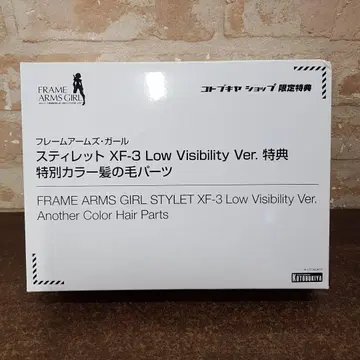 FRAME
ARMS GIRL
コトブキヤ ショップ 限定特典
フレームアームズ・ガール
スティレット XF-3 Low Visibility Ver. 特典
特別カラー髪の毛パーツ
FRAME ARMS GIRL STYLET XF-3 Low Visibility Ver.
Another Color Hair Parts
KOTOBUKIYA